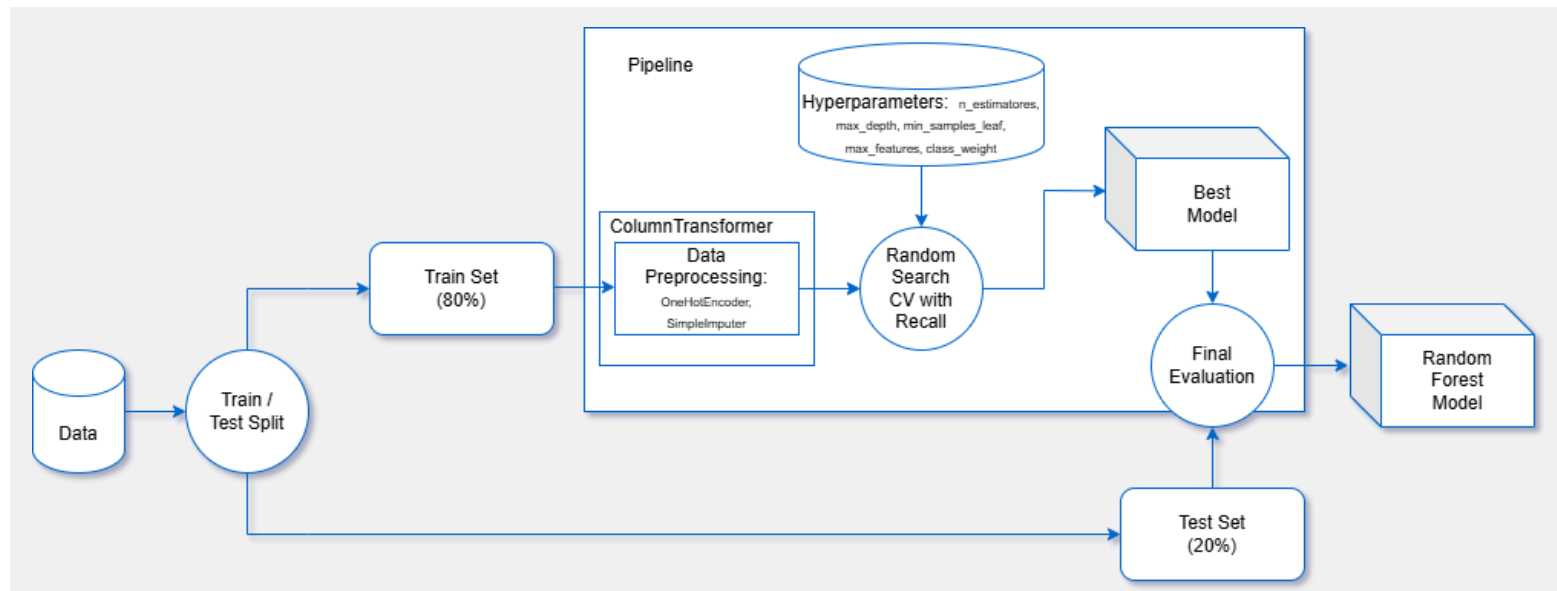 Pipeline
Hyperparameters: n_estimatores,
max_depth, min_samples_leaf,
max_features, class_weight
Best
Model
ColumnTransformer
Data
Preprocessing:
OneHotEncoder,
SimpleImputer
Random
Search
CV with
Recall
Train Set
(80%)
Final
Evaluation
Random
Forest
Model
Train /
Test Split
Data
Test Set
(20%)